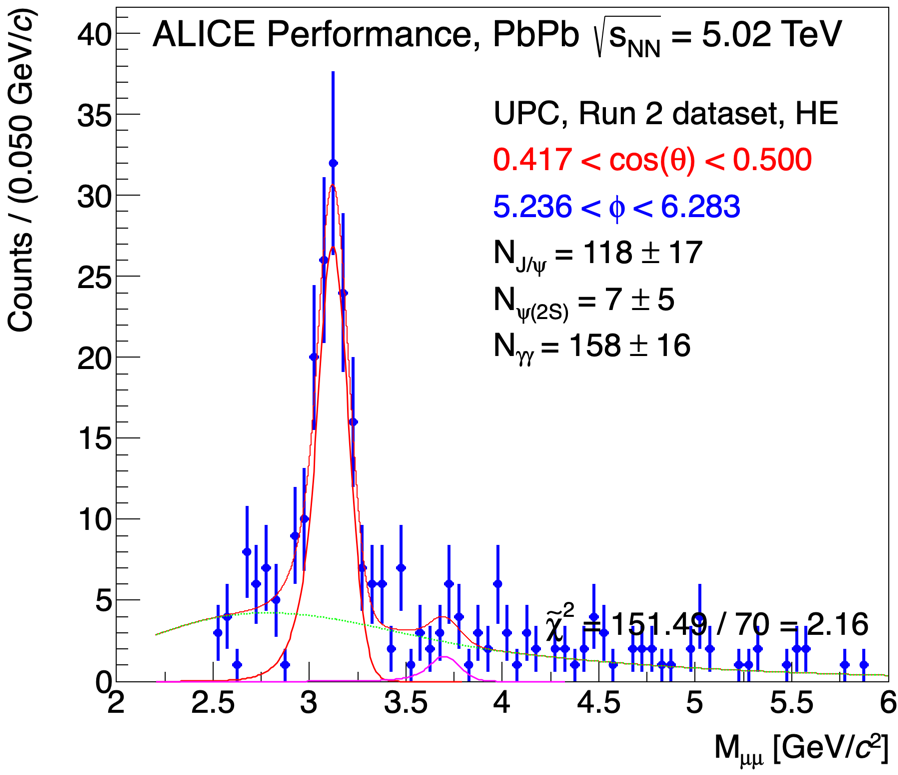 ALICE Performance, PbPb √sNN = 5.02 TeV
UPC, Run 2 dataset, HE
0.417 < cos(θ) < 0.500
5.236 < ϕ < 6.283
NJ/ψ = 118 ± 17
Nψ(2S) = 7 ± 5
Nγγ = 158 ± 16
χ̃² = 151.49 / 70 = 2.16
Counts / (0.050 GeV/c)
40
35
30
25
20
15
10
5
0
2 2.5 3 3.5 4 4.5 5 5.5 6
Mμμ [GeV/c²]